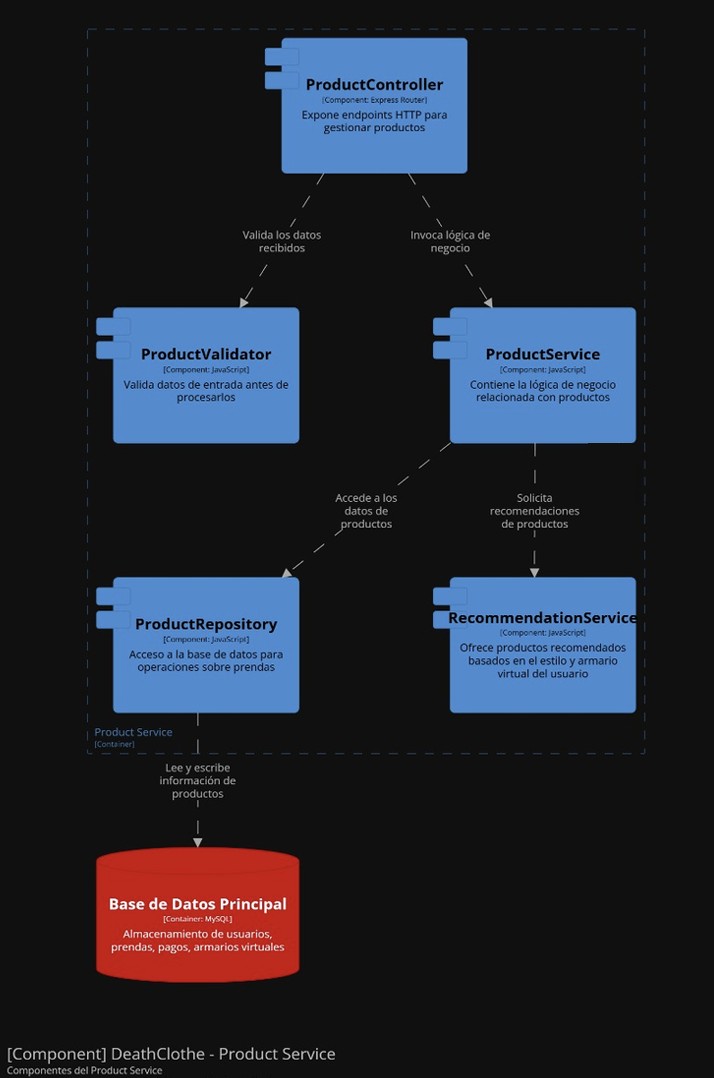 ProductController
[Component: Express Router]
Expone endpoints HTTP para
gestionar productos
Valida los datos
recibidos
Invoca lógica de
negocio
ProductValidator
[Component: JavaScript]
Valida datos de entrada antes de
procesarlos
ProductService
[Component: JavaScript]
Contiene la lógica de negocio
relacionada con productos
Accede a los
datos de
productos
Solicita
recomendaciones
de productos
ProductRepository
[Component: JavaScript]
Acceso a la base de datos para
operaciones sobre prendas
RecommendationService
[Component: JavaScript]
Ofrece productos recomendados
basados en el estilo y armario
virtual del usuario
Product Service
[Container]
Lee y escribe
información de
productos
Base de Datos Principal
[Container: MySQL]
Almacenamiento de usuarios,
prendas, pagos, armarios virtuales
[Component] DeathClothe - Product Service
Componentes del Product Service